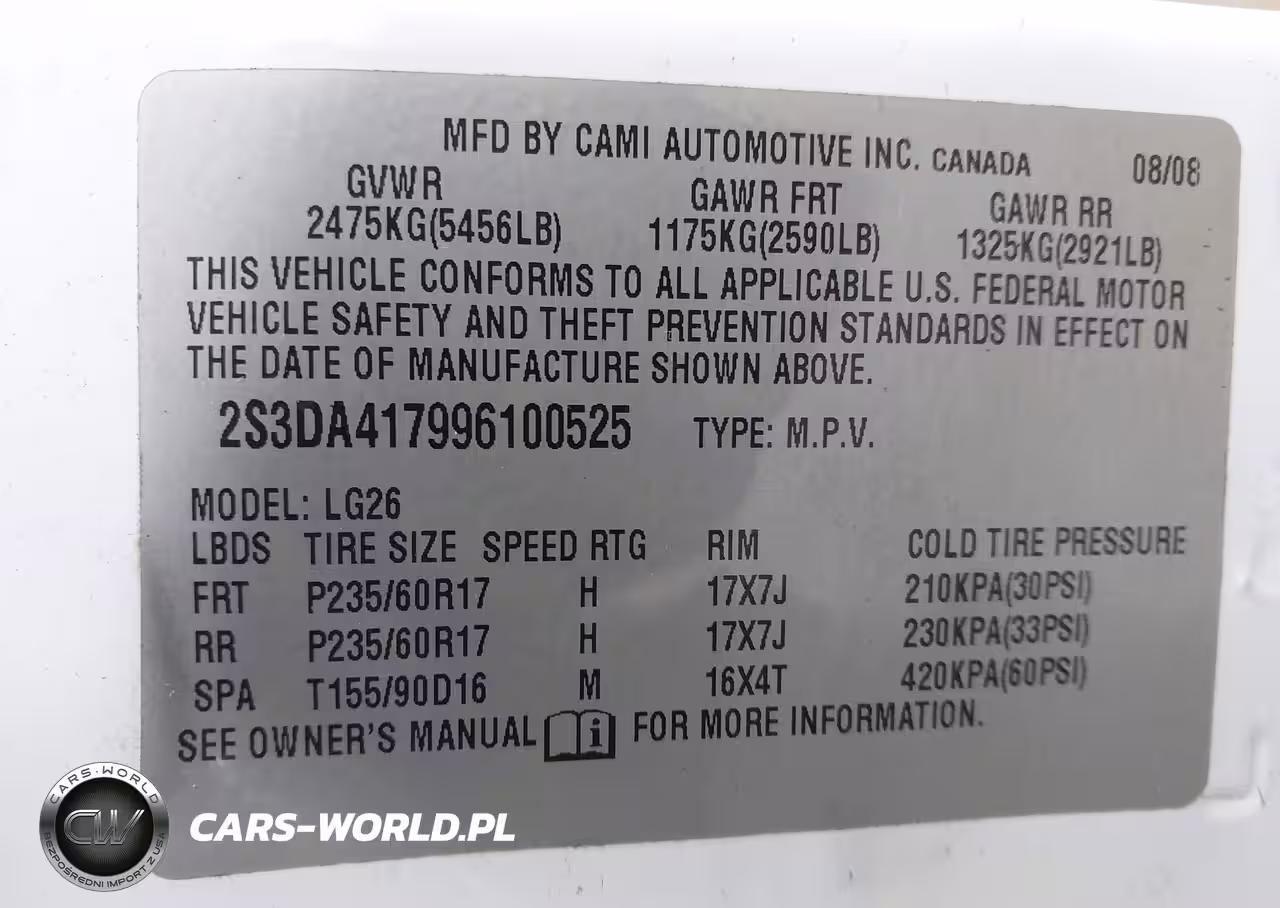 MFD BY CAMI AUTOMOTIVE INC. CANADA 08/08
GVWR GAWR FRT GAWR RR
2475KG(5456LB) 1175KG(2590LB) 1325KG(2921LB)
THIS VEHICLE CONFORMS TO ALL APPLICABLE U.S. FEDERAL MOTOR
VEHICLE SAFETY AND THEFT PREVENTION STANDARDS IN EFFECT ON
THE DATE OF MANUFACTURE SHOWN ABOVE.
2S3DA417996100525 TYPE: M.P.V.
MODEL: LG26
LBDS TIRE SIZE SPEED RTG RIM COLD TIRE PRESSURE
FRT P235/60R17 H 17X7J 210KPA(30PSI)
RR P235/60R17 H 17X7J 230KPA(33PSI)
SPA T155/90D16 M 16X4T 420KPA(60PSI)
SEE OWNER'S MANUAL i FOR MORE INFORMATION.
CARS-WORLD
CW
BEZPOŚREDNI IMPORT Z USA
CARS-WORLD.PL